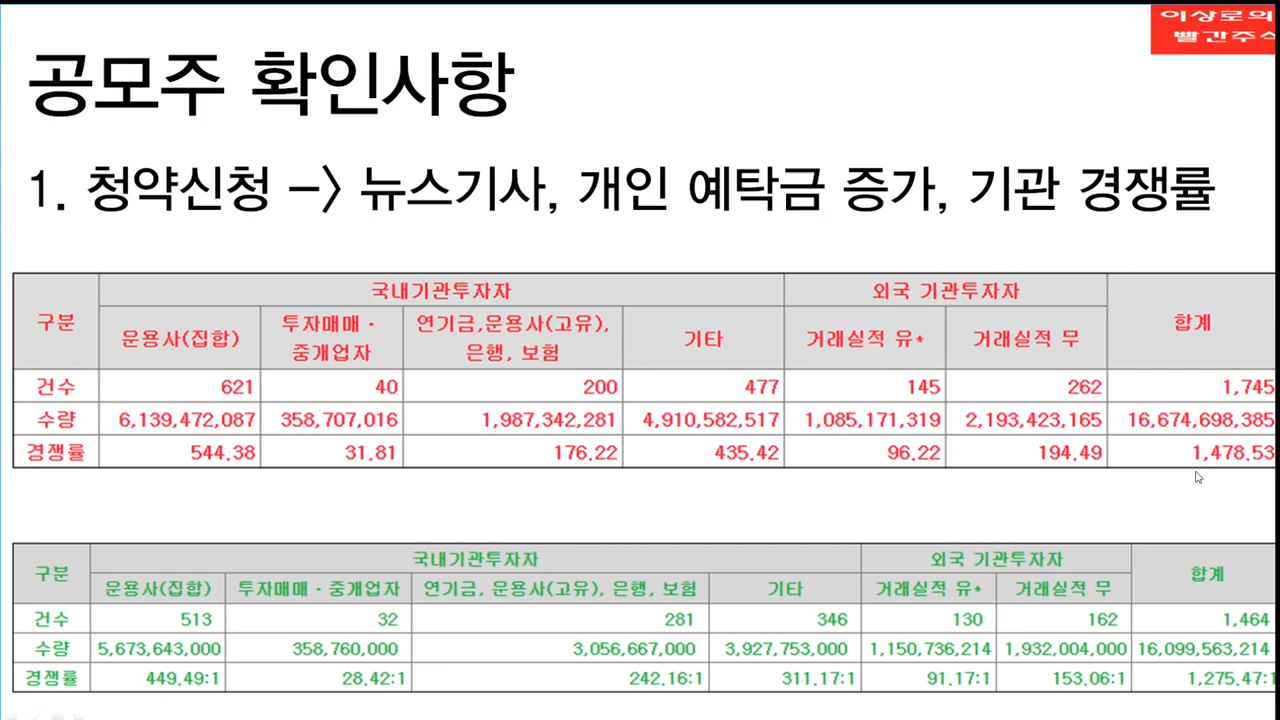 이상로의
빨간주식
공모주 확인사항
1. 청약신청 -> 뉴스기사, 개인 예탁금 증가, 기관 경쟁률
구분 국내기관투자자 외국 기관투자자 합계
운용사(집합) 투자매매 · 중개업자 연기금,운용사(고유), 은행, 보험 기타 거래실적 유* 거래실적 무
건수 621 40 200 477 145 262 1,745
수량 6,139,472,087 358,707,016 1,987,342,281 4,910,582,517 1,085,171,319 2,193,423,165 16,674,698,385
경쟁률 544.38 31.81 176.22 435.42 96.22 194.49 1,478.53
구분 국내기관투자자 외국 기관투자자 합계
운용사(집합) 투자매매 · 중개업자 연기금, 운용사(고유), 은행, 보험 기타 거래실적 유* 거래실적 무
건수 513 32 281 346 130 162 1,464
수량 5,673,643,000 358,760,000 3,056,667,000 3,927,753,000 1,150,736,214 1,932,004,000 16,099,563,214
경쟁률 449.49:1 28.42:1 242.16:1 311.17:1 91.17:1 153.06:1 1,275.47:1